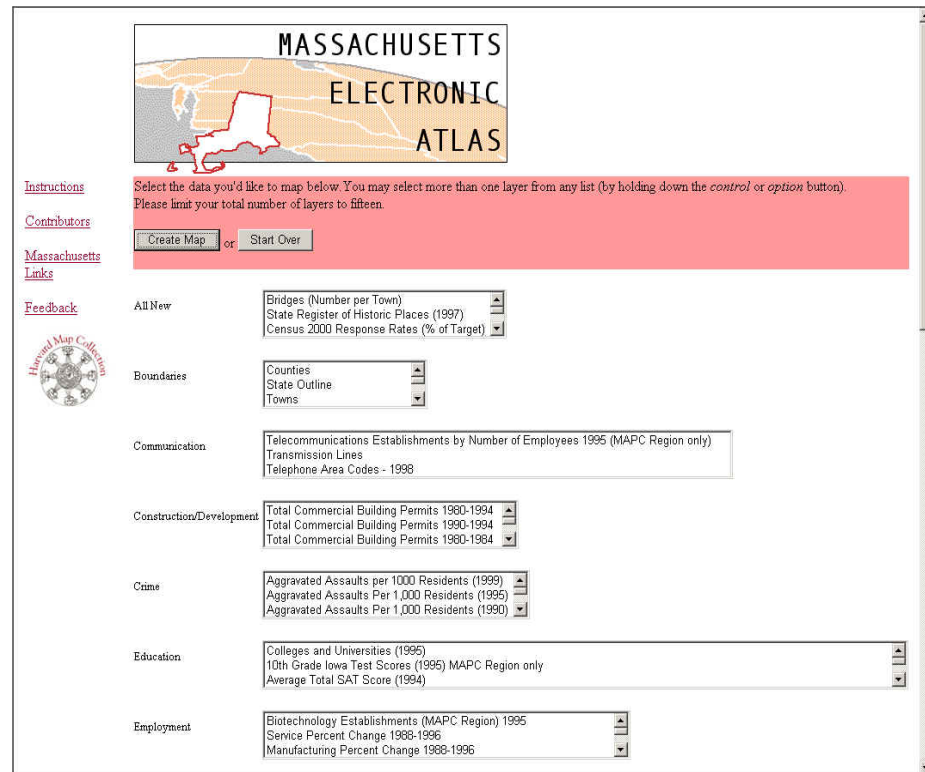 MASSACHUSETTS
ELECTRONIC
ATLAS
Instructions
Contributors
Massachusetts
Links
Feedback
Harvard Map Collection
Select the data you'd like to map below. You may select more than one layer from any list (by holding down the control or option button).
Please limit your total number of layers to fifteen.
Create Map or Start Over
All New
Bridges (Number per Town)
State Register of Historic Places (1997)
Census 2000 Response Rates (% of Target)
Boundaries
Counties
State Outline
Towns
Communication
Telecommunications Establishments by Number of Employees 1995 (MAPC Region only)
Transmission Lines
Telephone Area Codes - 1998
Construction/Development
Total Commercial Building Permits 1980-1994
Total Commercial Building Permits 1990-1994
Total Commercial Building Permits 1980-1984
Crime
Aggravated Assaults per 1000 Residents (1999)
Aggravated Assaults Per 1,000 Residents (1995)
Aggravated Assaults Per 1,000 Residents (1990)
Education
Colleges and Universities (1995)
10th Grade Iowa Test Scores (1995) MAPC Region only
Average Total SAT Score (1994)
Employment
Biotechnology Establishments (MAPC Region) 1995
Service Percent Change 1988-1996
Manufacturing Percent Change 1988-1996